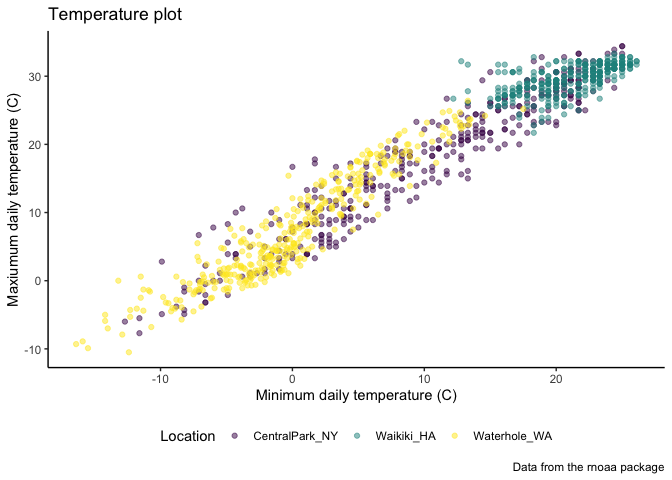 Temperature plot
Maxiumum daily temperature (C)
30
20
10
0
-10
-10 0 10 20
Minimum daily temperature (C)
Location CentralPark_NY Waikiki_HA Waterhole_WA
Data from the rnoaa package